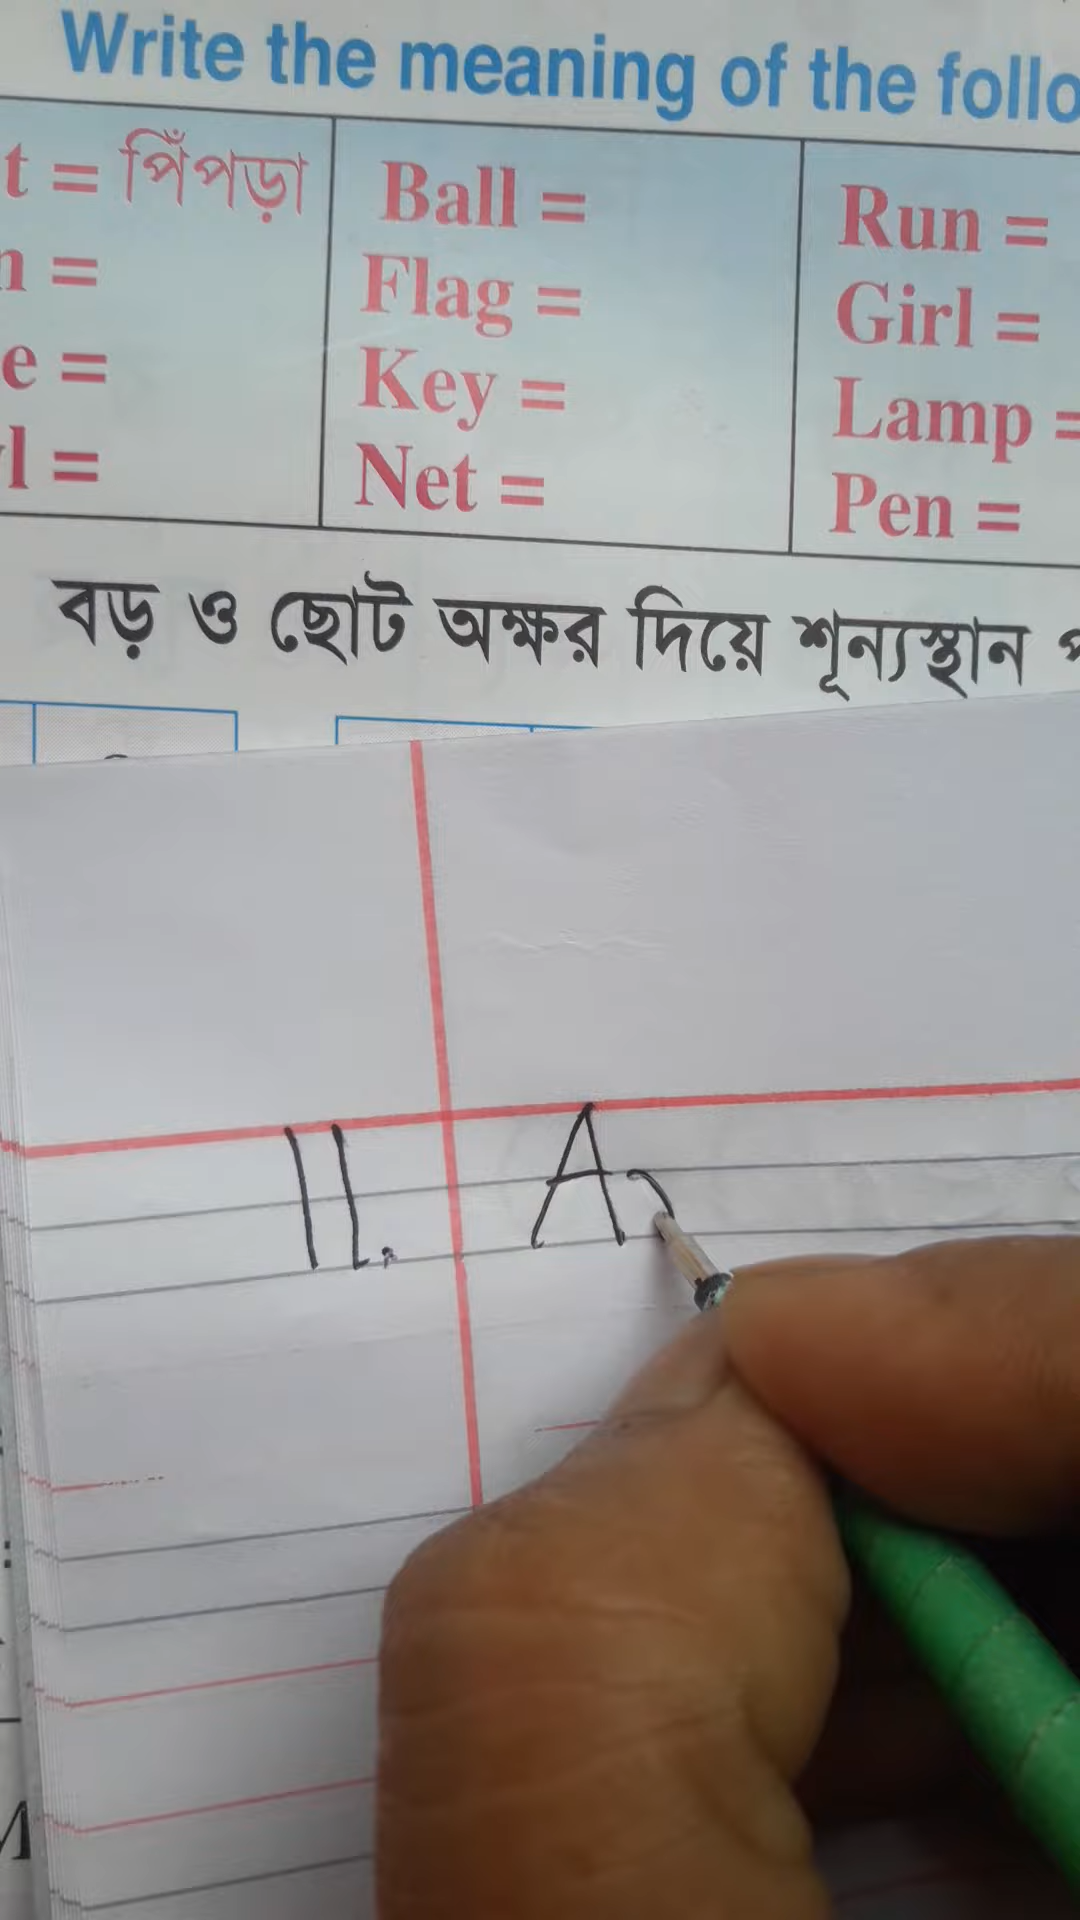 Write the meaning of the follo
t = পিঁপড়া
Ball =
Run =
n =
Flag =
Girl =
e =
Key =
Lamp =
l =
Net =
Pen =
বড় ও ছোট অক্ষর দিয়ে শূন্যস্থান
11. A